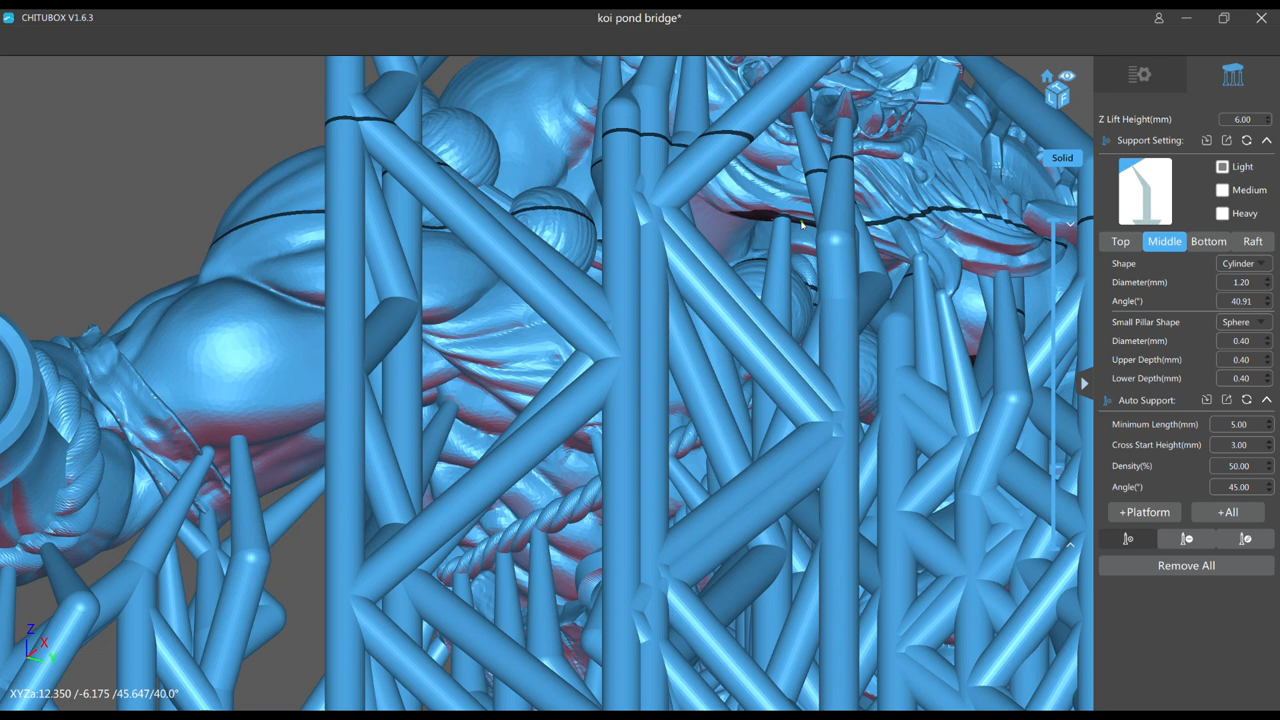 CHITUBOX V1.6.3
koi pond bridge*
Z Lift Height(mm) 6.00
Support Setting:
Solid
Light
Medium
Heavy
Top Middle Bottom Raft
Shape Cylinder
Diameter(mm) 1.20
Angle(°) 40.91
Small Pillar Shape Sphere
Diameter(mm) 0.40
Upper Depth(mm) 0.40
Lower Depth(mm) 0.40
Auto Support:
Minimum Length(mm) 5.00
Cross Start Height(mm) 3.00
Density(%) 50.00
Angle(°) 45.00
+Platform +All
Remove All
Z
X
Y
XYZa:12.350 /-6.175 /45.647/40.0°
L F